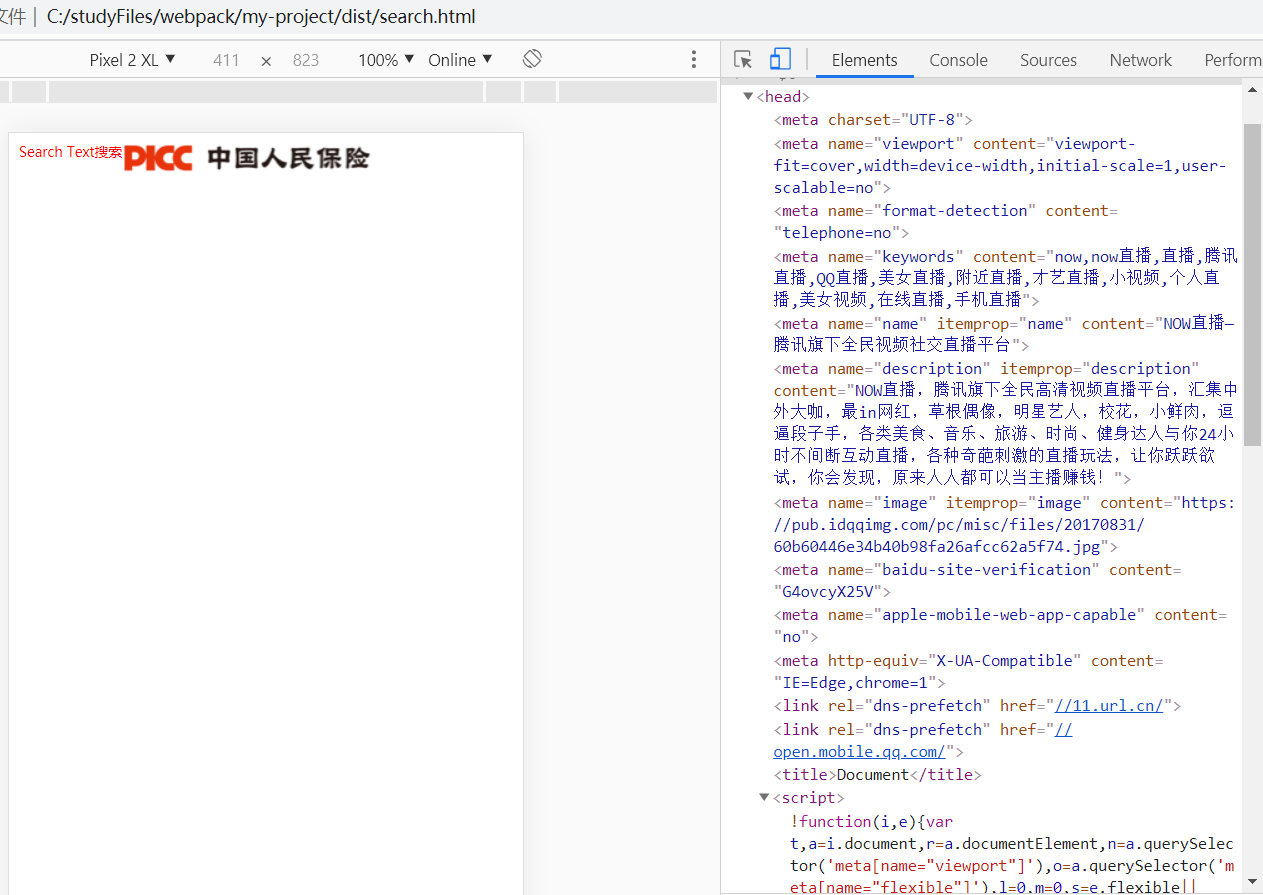 文件 | C:/studyFiles/webpack/my-project/dist/search.html
Pixel 2 XL ▼ 411 × 823 100% ▼ Online ▼
Elements Console Sources Network Perform
Search Text搜索PICC 中国人民保险
▼<head>
<meta charset="UTF-8">
<meta name="viewport" content="viewport-
fit=cover,width=device-width,initial-scale=1,user-
scalable=no">
<meta name="format-detection" content=
"telephone=no">
<meta name="keywords" content="now,now直播,直播,腾讯
直播,QQ直播,美女直播,附近直播,才艺直播,小视频,个人直
播,美女视频,在线直播,手机直播">
<meta name="name" itemprop="name" content="NOW直播—
腾讯旗下全民视频社交直播平台">
<meta name="description" itemprop="description"
content="NOW直播，腾讯旗下全民高清视频直播平台，汇集中
外大咖，最in网红，草根偶像，明星艺人，校花，小鲜肉，逗
逼段子手，各类美食、音乐、旅游、时尚、健身达人与你24小
时不间断互动直播，各种奇葩刺激的直播玩法，让你跃跃欲
试，你会发现，原来人人都可以当主播赚钱！">
<meta name="image" itemprop="image" content="https:
//pub.idqqimg.com/pc/misc/files/20170831/
60b60446e34b40b98fa26afcc62a5f74.jpg">
<meta name="baidu-site-verification" content=
"G4ovcyX25V">
<meta name="apple-mobile-web-app-capable" content=
"no">
<meta http-equiv="X-UA-Compatible" content=
"IE=Edge,chrome=1">
<link rel="dns-prefetch" href="//11.url.cn/">
<link rel="dns-prefetch" href="//
open.mobile.qq.com/">
<title>Document</title>
▼<script>
!function(i,e){var
t,a=i.document,r=a.documentElement,n=a.querySelec
tor('meta[name="viewport"]'),o=a.querySelector('m
eta[name="flexible"]'),l=0,m=0,s=e.flexible||